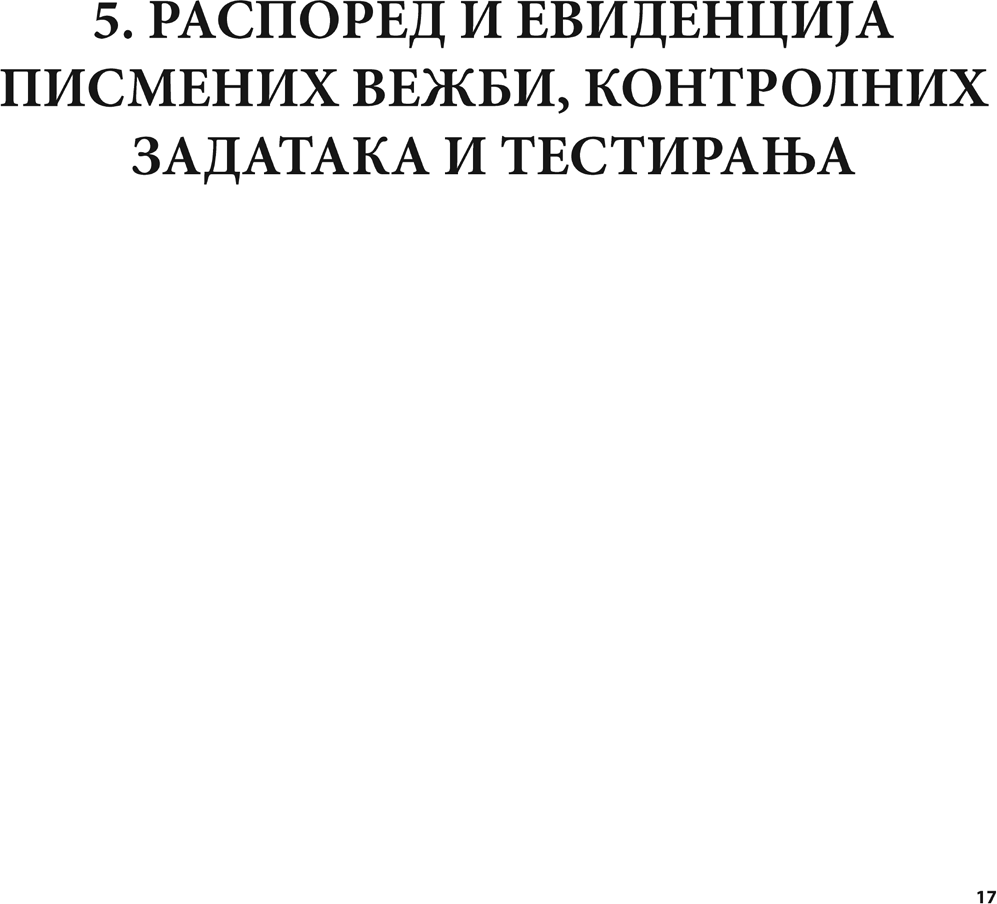 5. РАСПОРЕД И ЕВИДЕНЦИЈА
ПИСМЕНИХ ВЕЖБИ, КОНТРОЛНИХ
ЗАДАТАКА И ТЕСТИРАЊА
17